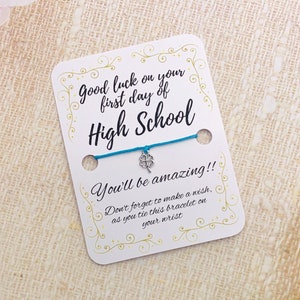 Good luck on your
first day of
High School
You'll be amazing!!
Don't forget to make a wish,
as you tie this bracelet on
your wrist